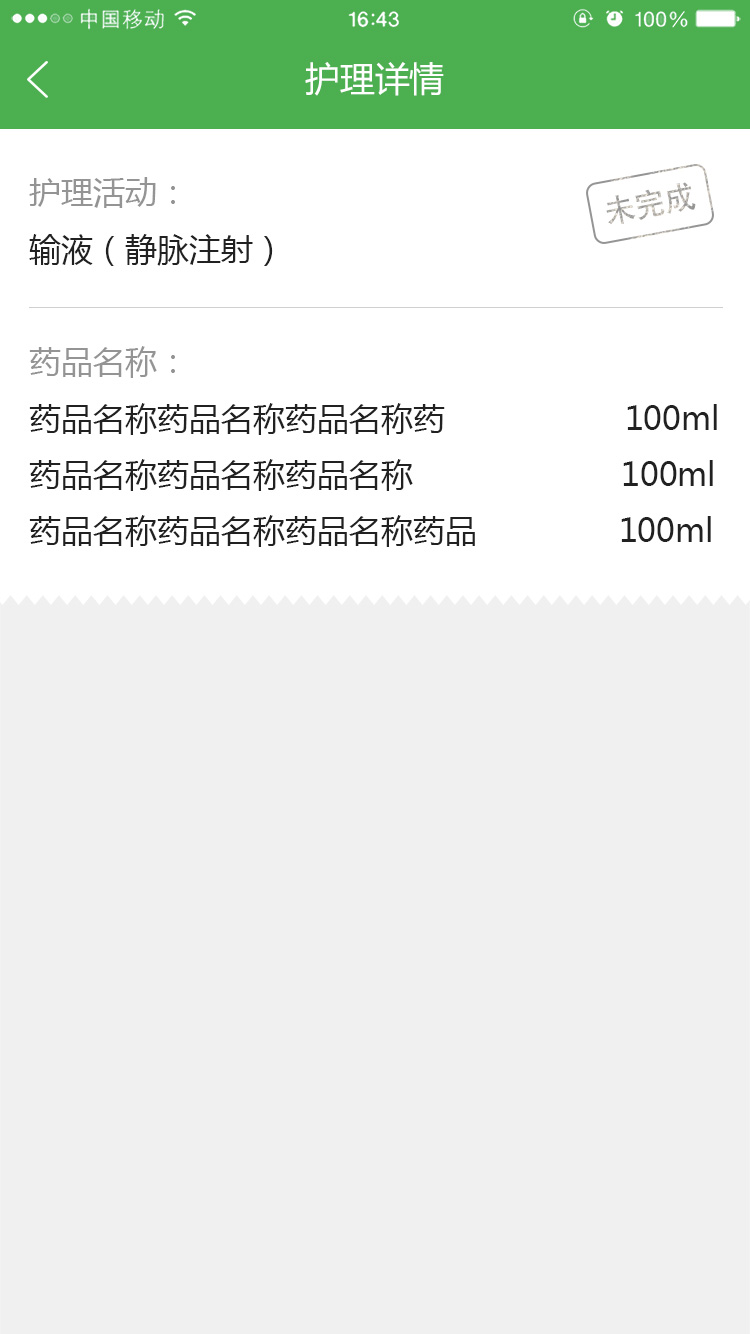 中国移动 16:43 100%
护理详情
护理活动：
未完成
输液（静脉注射）
药品名称：
药品名称药品名称药品名称药 100ml
药品名称药品名称药品名称 100ml
药品名称药品名称药品名称药品 100ml